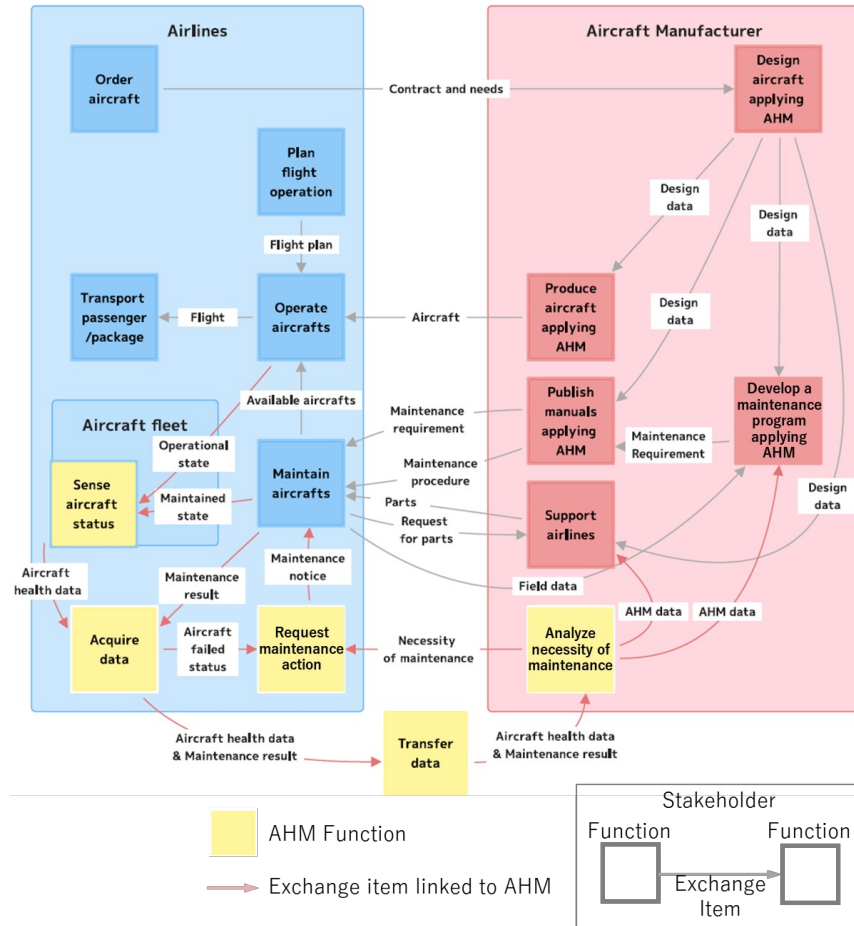 Airlines
Aircraft Manufacturer
Order
aircraft
Contract and needs
Design
aircraft
applying
AHM
Plan
flight
operation
Design
data
Design
data
Flight plan
Transport
passenger
/package
Flight
Operate
aircrafts
Aircraft
Produce
aircraft
applying
AHM
Design
data
Available aircrafts
Maintenance
requirement
Publish
manuals
applying
AHM
Maintenance
Requirement
Develop a
maintenance
program
applying
AHM
Aircraft fleet
Operational
state
Sense
aircraft
status
Maintained
state
Maintain
aircrafts
Maintenance
procedure
Parts
Request
for parts
Support
airlines
Design
data
Aircraft
health data
Maintenance
result
Maintenance
notice
Field data
AHM data
AHM data
Acquire
data
Aircraft
failed
status
Request
maintenance
action
Necessity
of maintenance
Analyze
necessity of
maintenance
Aircraft health data
& Maintenance result
Transfer
data
Aircraft health data
& Maintenance result
AHM Function
Exchange item linked to AHM
Stakeholder
Function
Function
Exchange
Item